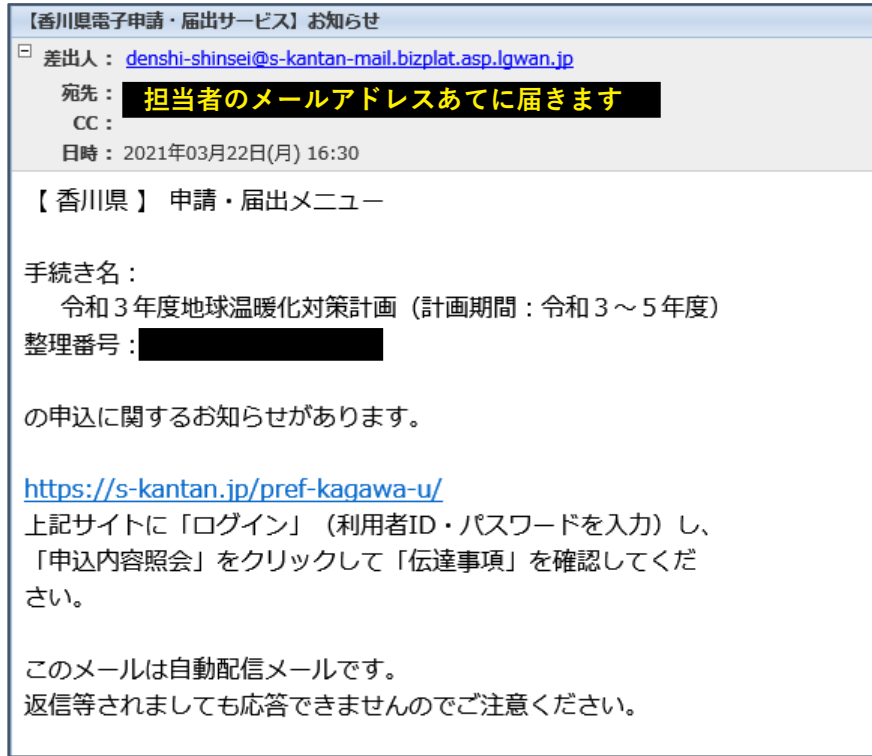 【香川県電子申請・届出サービス】お知らせ
差出人： denshi-shinsei@s-kantan-mail.bizplat.asp.lgwan.jp
宛先： 担当者のメールアドレスあてに届きます
CC：
日時： 2021年03月22日(月) 16:30
【 香川県 】 申請・届出メニュー
手続き名：
令和３年度地球温暖化対策計画（計画期間：令和３～５年度）
整理番号：
の申込に関するお知らせがあります。
https://s-kantan.jp/pref-kagawa-u/
上記サイトに「ログイン」（利用者ID・パスワードを入力）し、
「申込内容照会」をクリックして「伝達事項」を確認してくだ
さい。
このメールは自動配信メールです。
返信等されましても応答できませんのでご注意ください。